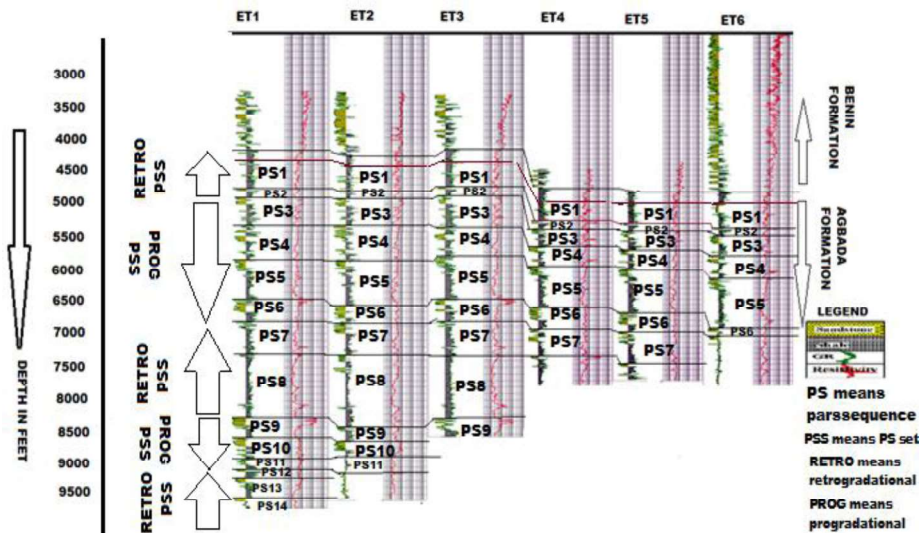 ET1 ET2 ET3 ET4 ET5 ET6
3000
3500
4000
4500
5000
5500
6000
6500
7000
7500
8000
8500
9000
9500
DEPTH IN FEET
RETRO
PSS
PROG
PSS
RETRO
PSS
PROG
PSS
RETRO
PSS
PS1
PS2
PS3
PS4
PS5
PS6
PS7
PS8
PS9
PS10
PS11
PS12
PS13
PS14
PS1
PS2
PS3
PS4
PS5
PS6
PS7
PS8
PS9
PS10
PS11
PS1
PS2
PS3
PS4
PS5
PS6
PS7
PS8
PS9
PS1
PS2
PS3
PS4
PS5
PS6
PS7
PS1
PS2
PS3
PS4
PS5
PS6
PS7
PS1
PS2
PS3
PS4
PS5
PS6
BENIN
FORMATION
AGBADA
FORMATION
LEGEND
Sandstone
Shale
GR
Resistivity
PS means
parssequence
PSS means PS set
RETRO means
retrogradational
PROG means
progradational